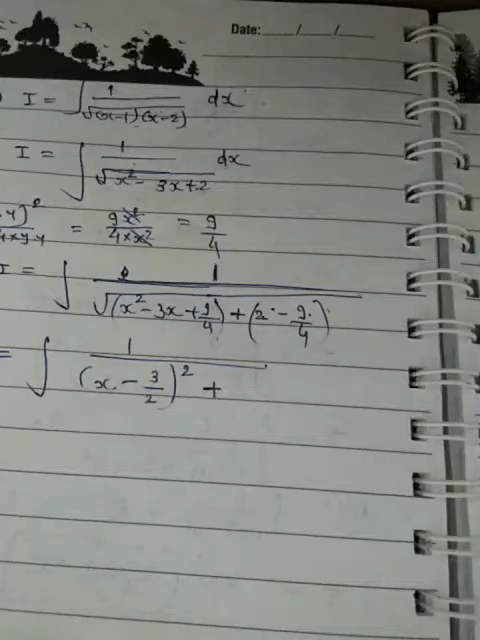 Date: / /
I = ∫ 1/√(x-1)(x-2) dx
I = ∫ 1/√x² - 3x+2 dx
= 9x²/4×x² = 9/4
I = ∫ 1/√(x² - 3x + 9/4) + (2 - 9/4)
= ∫ 1/(x - 3/2)² +